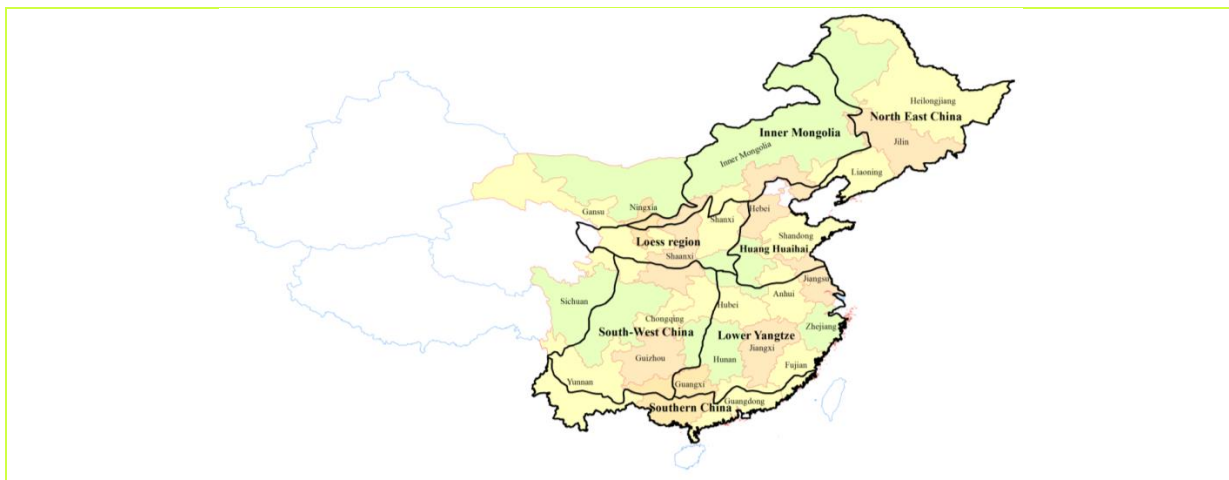 Heilongjiang
North East China
Inner Mongolia
Jilin
Inner Mongolia
Liaoning
Ningxia
Hebei
Gansu
Shanxi
Shandong
Loess region
Huang Huaihai
Shaanxi
Jiangsu
Anhui
Sichuan
Hubei
Chongqing
Zhejiang
South-West China
Lower Yangtze
Jiangxi
Guizhou
Hunan
Fujian
Yunnan
Guangxi
Guangdong
Southern China